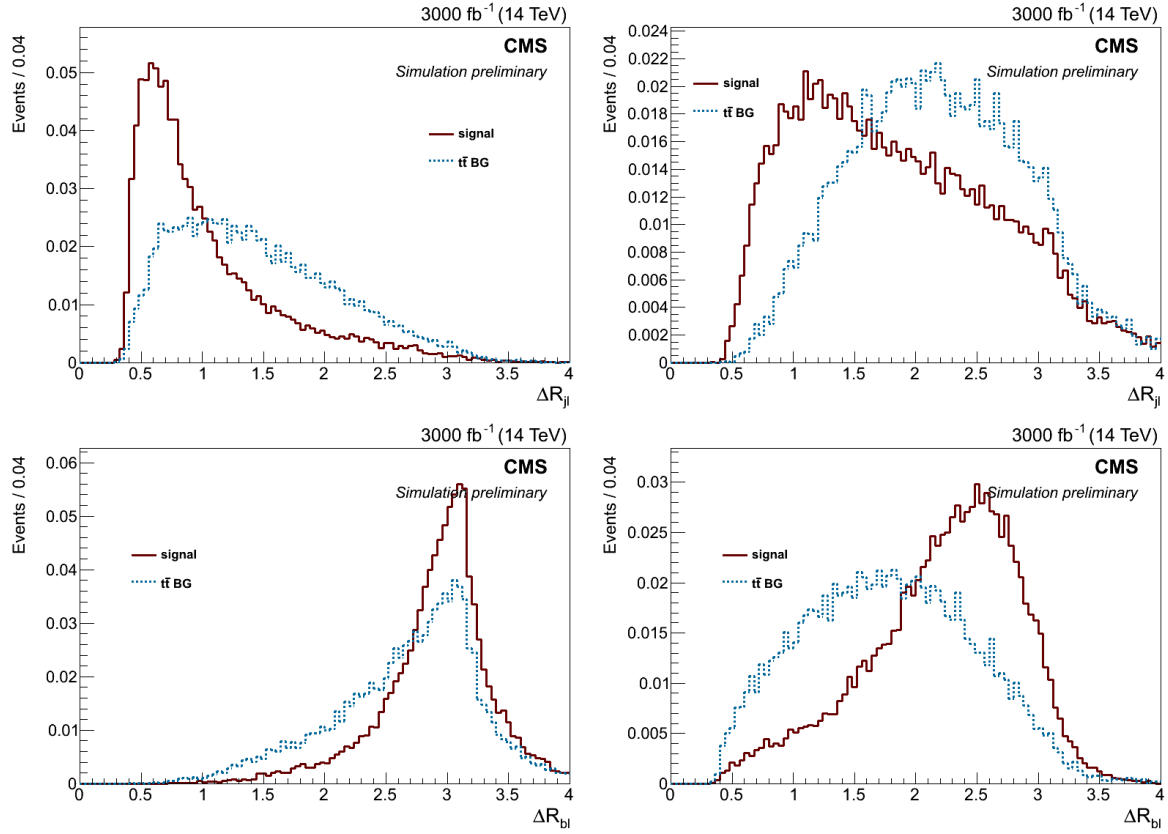 3000 fb⁻¹ (14 TeV)
Events / 0.04
CMS
Simulation preliminary
signal
tt̄ BG
0.05
0.04
0.03
0.02
0.01
0
0 0.5 1 1.5 2 2.5 3 3.5 4
ΔR_jl
3000 fb⁻¹ (14 TeV)
Events / 0.04
CMS
Simulation preliminary
signal
tt̄ BG
0.024
0.022
0.02
0.018
0.016
0.014
0.012
0.01
0.008
0.006
0.004
0.002
0
0 0.5 1 1.5 2 2.5 3 3.5 4
ΔR_jl
3000 fb⁻¹ (14 TeV)
Events / 0.04
CMS
Simulation preliminary
signal
tt̄ BG
0.06
0.05
0.04
0.03
0.02
0.01
0
0 0.5 1 1.5 2 2.5 3 3.5 4
ΔR_bl
3000 fb⁻¹ (14 TeV)
Events / 0.04
CMS
Simulation preliminary
signal
tt̄ BG
0.03
0.025
0.02
0.015
0.01
0.005
0
0 0.5 1 1.5 2 2.5 3 3.5 4
ΔR_bl